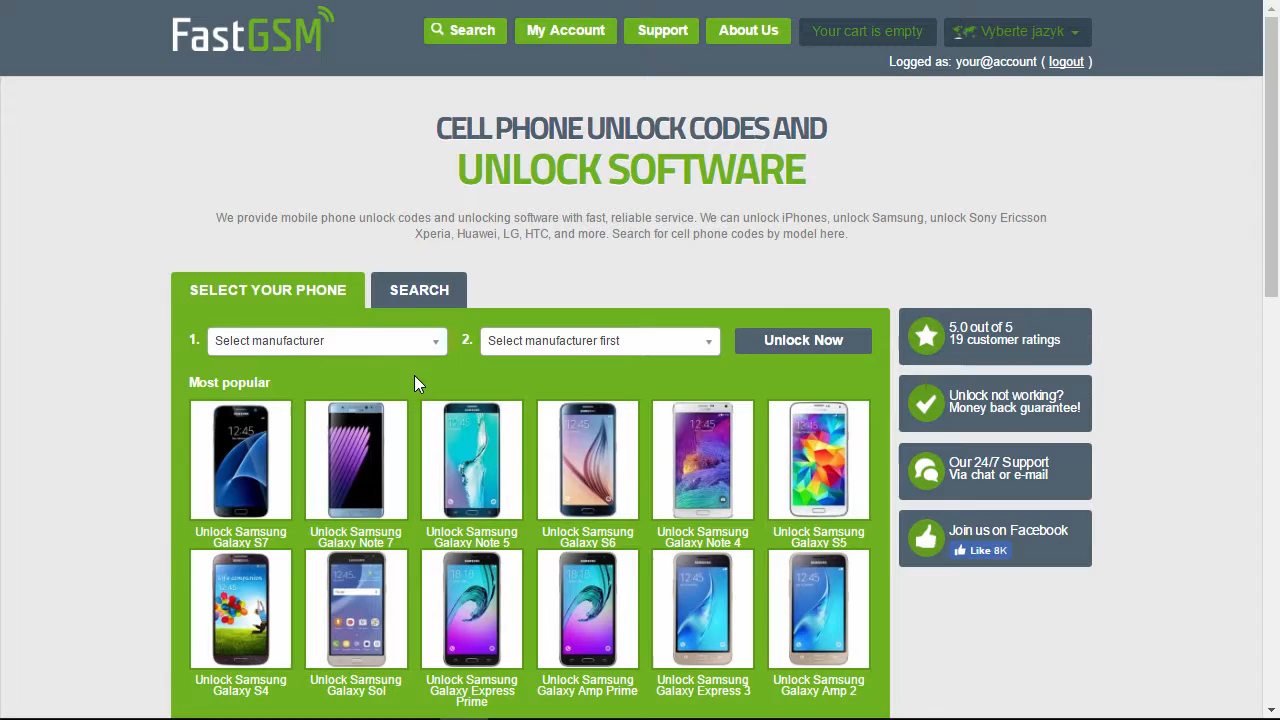 FastGSM
Search
My Account
Support
About Us
Your cart is empty
Vyberte jazyk
Logged as: your@account ( logout )
CELL PHONE UNLOCK CODES AND
UNLOCK SOFTWARE
We provide mobile phone unlock codes and unlocking software with fast, reliable service. We can unlock iPhones, unlock Samsung, unlock Sony Ericsson
Xperia, Huawei, LG, HTC, and more. Search for cell phone codes by model here.
SELECT YOUR PHONE
SEARCH
1. Select manufacturer
2. Select manufacturer first
Unlock Now
Most popular
Unlock Samsung
Galaxy S7
Unlock Samsung
Galaxy Note 7
Unlock Samsung
Galaxy Note 5
Unlock Samsung
Galaxy S6
Unlock Samsung
Galaxy Note 4
Unlock Samsung
Galaxy S5
Unlock Samsung
Galaxy S4
Unlock Samsung
Galaxy Sol
Unlock Samsung
Galaxy Express
Prime
Unlock Samsung
Galaxy Amp Prime
Unlock Samsung
Galaxy Express 3
Unlock Samsung
Galaxy Amp 2
5.0 out of 5
19 customer ratings
Unlock not working?
Money back guarantee!
Our 24/7 Support
Via chat or e-mail
Join us on Facebook
Like 8K